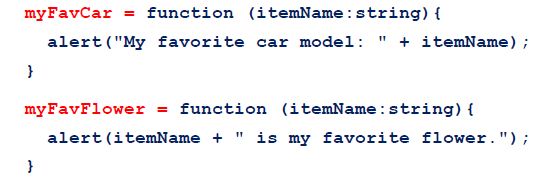 myFavCar = function (itemName:string){
alert("My favorite car model: " + itemName);
}
myFavFlower = function (itemName:string){
alert(itemName + " is my favorite flower.");
}